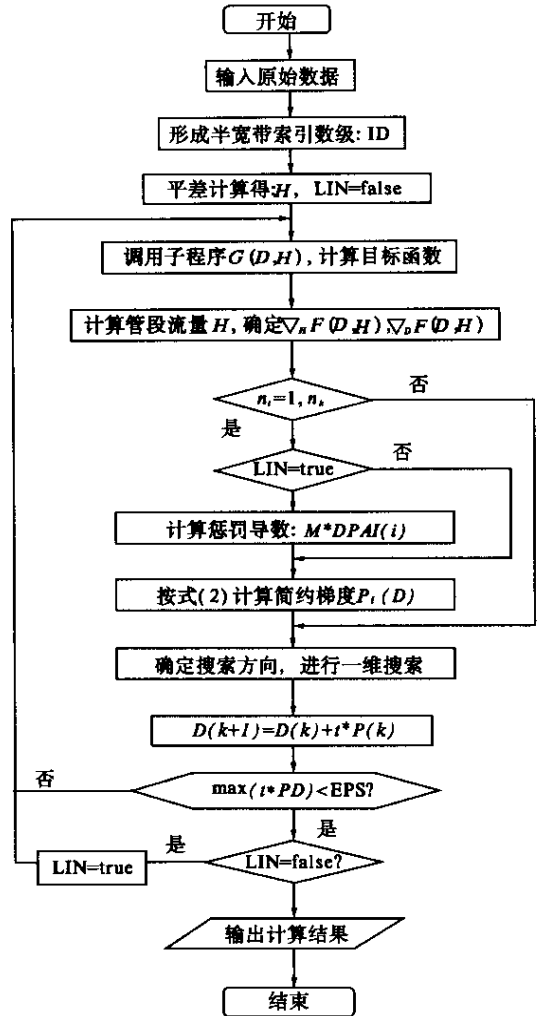 开始
输入原始数据
形成半宽带索引数级: ID
平差计算得:H, LIN=false
调用子程序G(D,H), 计算目标函数
计算管段流量H, 确定▽HF(D,H),▽DF(D,H)
否
nᵢ=1, nₖ
是
否
LIN=true
计算惩罚导数: M*DPAI(i)
按式(2)计算简约梯度Pᵢ(D)
确定搜索方向, 进行一维搜索
D(k+1)=D(k)+t*P(k)
否
max(t*PD)<EPS?
是
是
LIN=true
LIN=false?
输出计算结果
结束